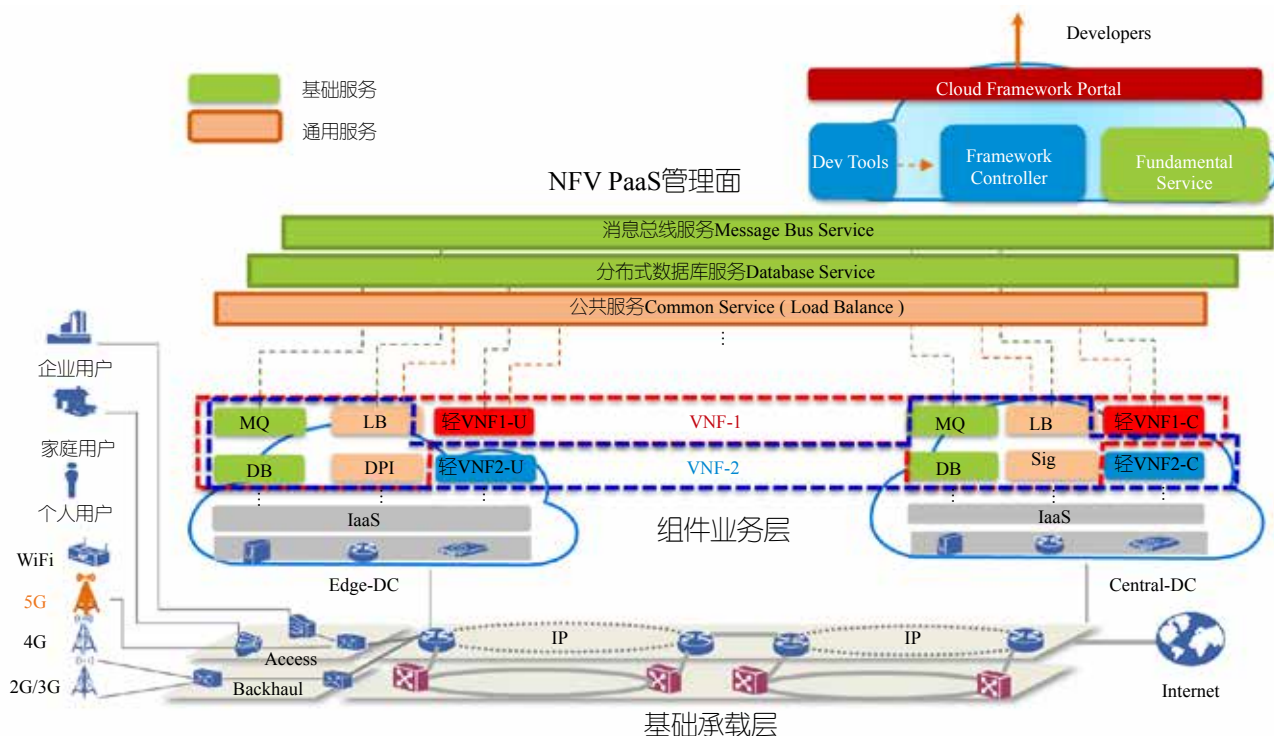 Developers
基础服务
Cloud Framework Portal
通用服务
Dev Tools
Framework
Controller
Fundamental
Service
NFV PaaS管理面
消息总线服务Message Bus Service
分布式数据库服务Database Service
公共服务Common Service ( Load Balance )
⋮
企业用户
家庭用户
个人用户
WiFi
5G
4G
2G/3G
MQ
LB
轻VNF1-U
VNF-1
MQ
LB
轻VNF1-C
DB
DPI
轻VNF2-U
VNF-2
DB
Sig
轻VNF2-C
IaaS
组件业务层
IaaS
Edge-DC
Central-DC
IP
IP
Access
Backhaul
Internet
基础承载层